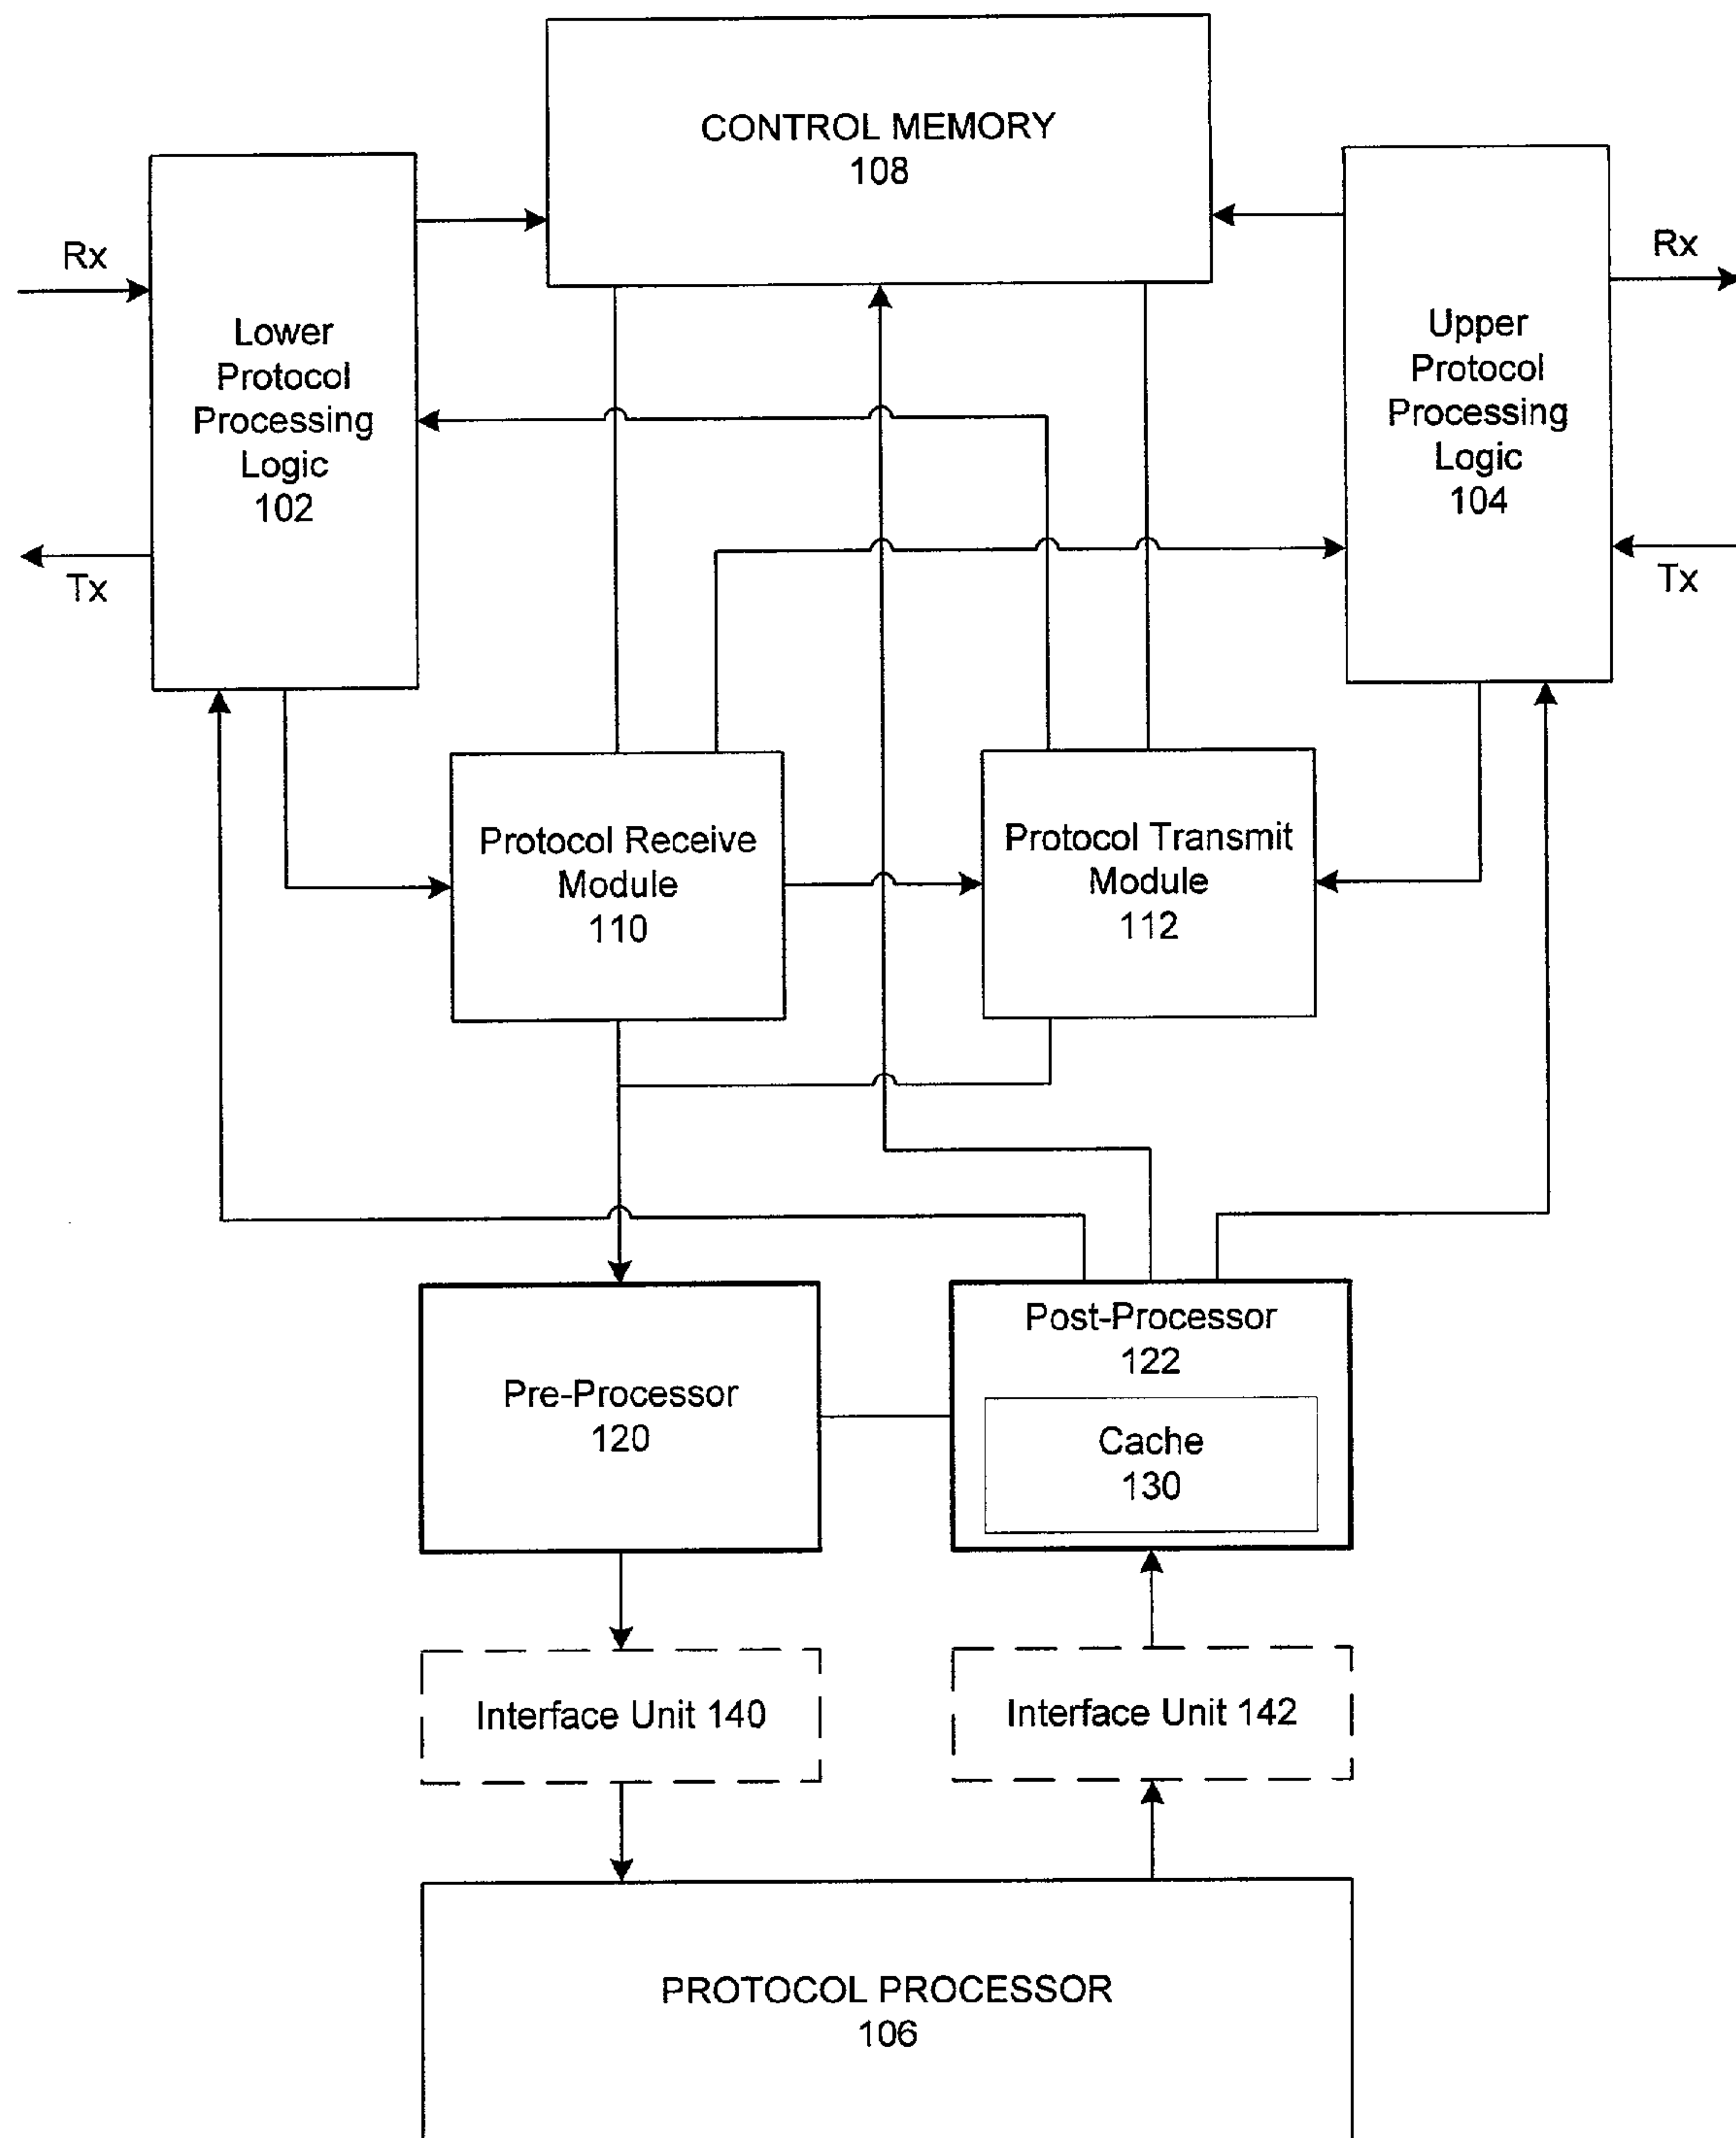 CONTROL MEMORY
108
Rx
Lower
Protocol
Processing
Logic
102
Tx
Rx
Upper
Protocol
Processing
Logic
104
Tx
Protocol Receive
Module
110
Protocol Transmit
Module
112
Pre-Processor
120
Post-Processor
122
Cache
130
Interface Unit 140
Interface Unit 142
PROTOCOL PROCESSOR
106